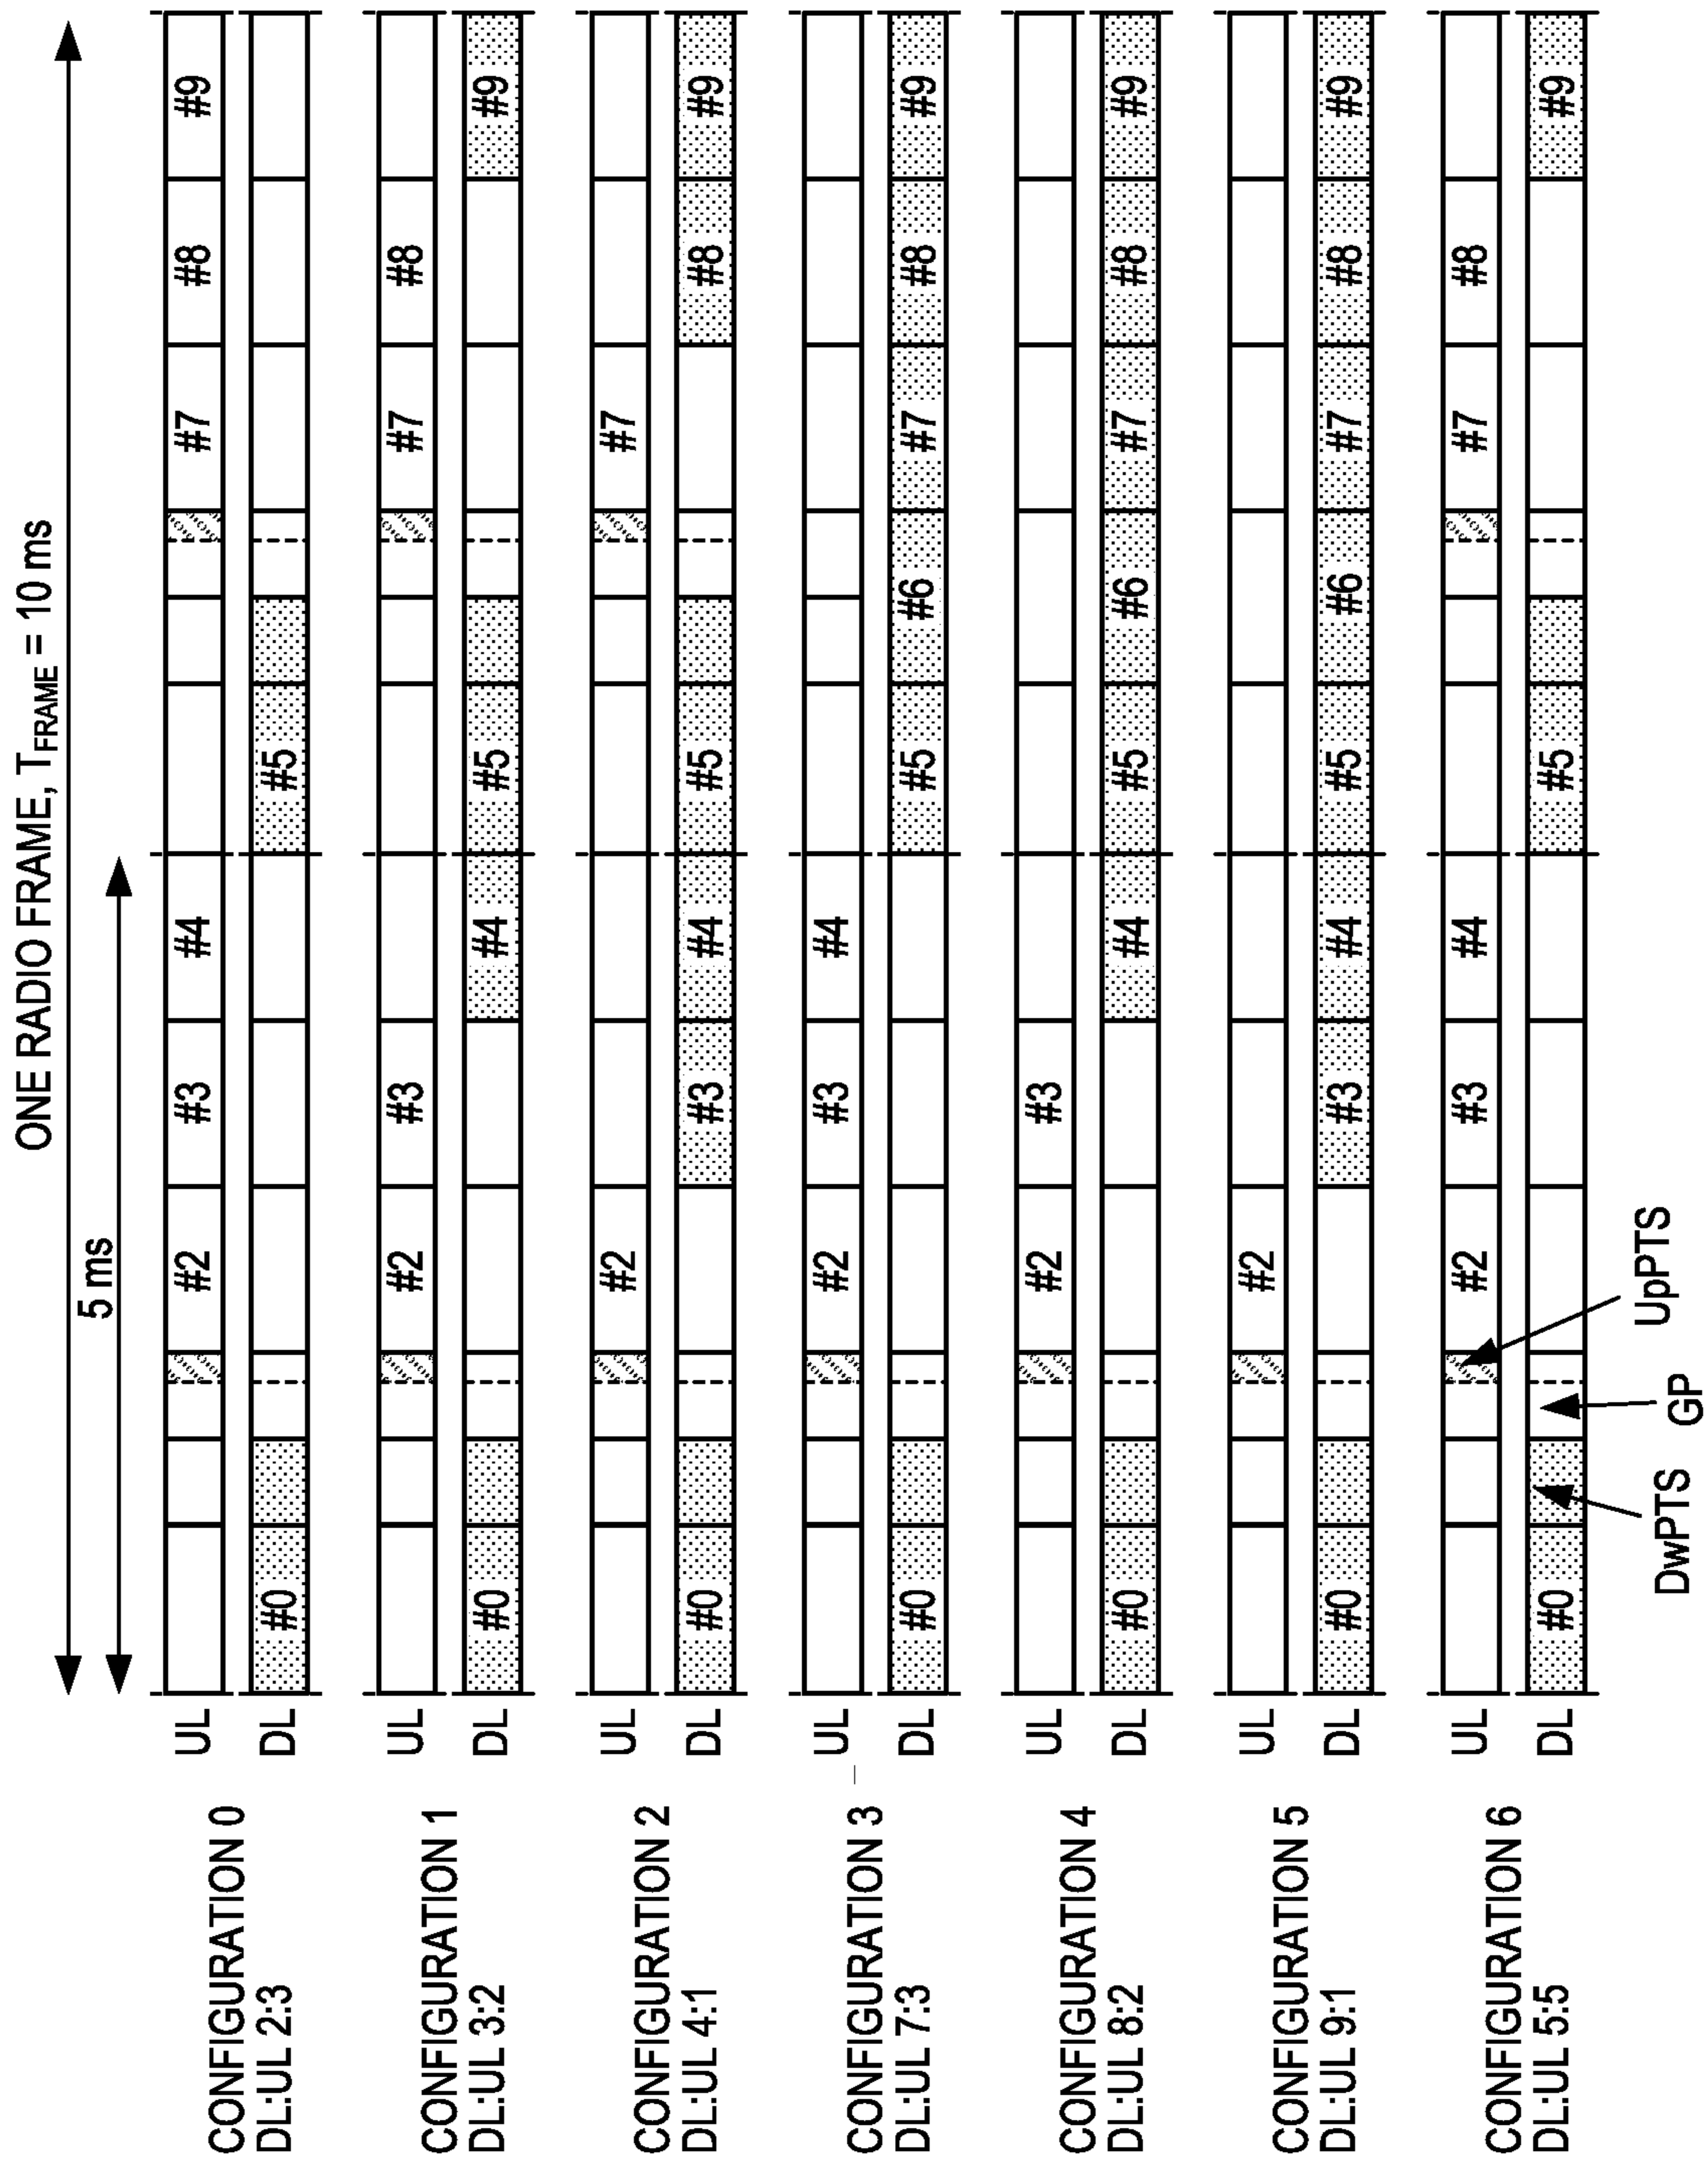 ONE RADIO FRAME, TFRAME = 10 ms
5 ms
CONFIGURATION 0
DL:UL 2:3
UL #2 #3 #4 #7 #8 #9
DL #0 #5
CONFIGURATION 1
DL:UL 3:2
UL #2 #3 #7 #8
DL #0 #4 #5 #9
CONFIGURATION 2
DL:UL 4:1
UL #2 #7
DL #0 #3 #4 #5 #8 #9
CONFIGURATION 3
DL:UL 7:3
UL #2 #3 #4
DL #0 #5 #6 #7 #8 #9
CONFIGURATION 4
DL:UL 8:2
UL #2 #3
DL #0 #4 #5 #6 #7 #8 #9
CONFIGURATION 5
DL:UL 9:1
UL #2
DL #0 #3 #4 #5 #6 #7 #8 #9
CONFIGURATION 6
DL:UL 5:5
UL #2 #3 #4 #7 #8
DL #0 #5 #9
DwPTS GP UpPTS